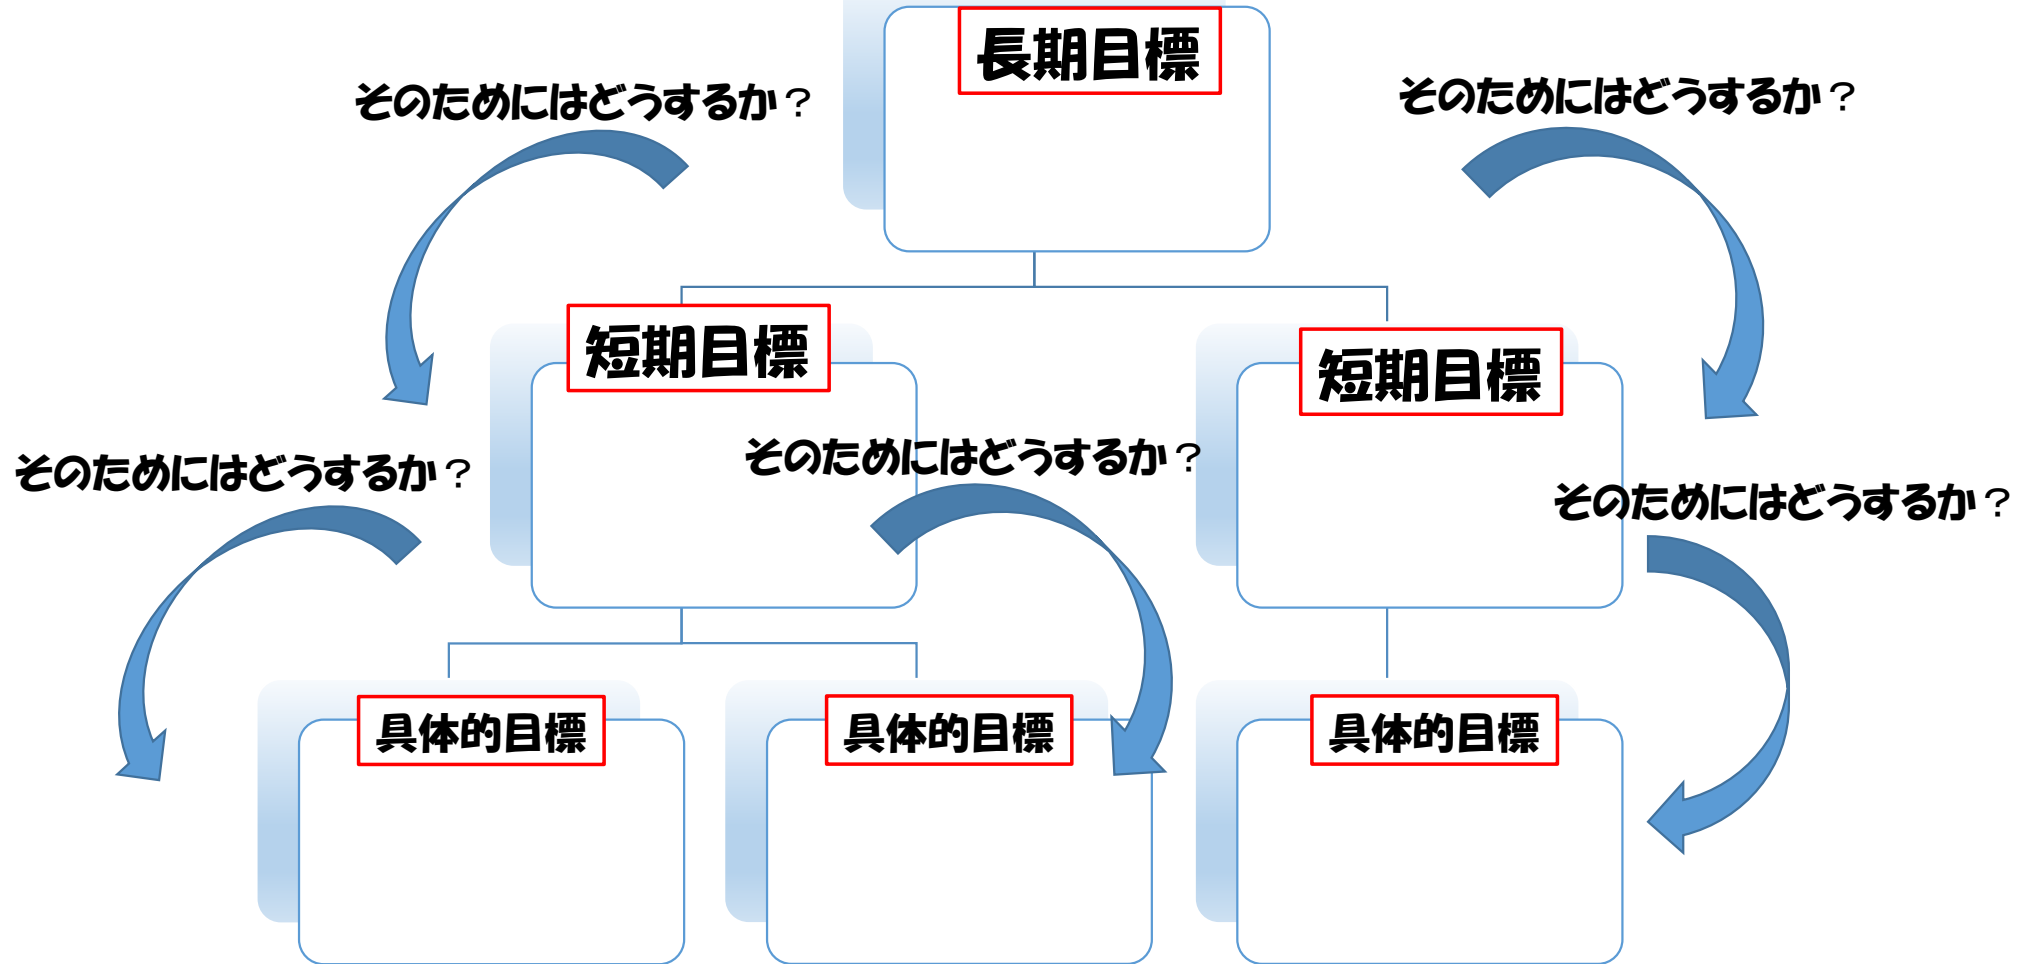 長期目標
そのためにはどうするか？
そのためにはどうするか？
短期目標
短期目標
そのためにはどうするか？
そのためにはどうするか？
そのためにはどうするか？
具体的目標
具体的目標
具体的目標